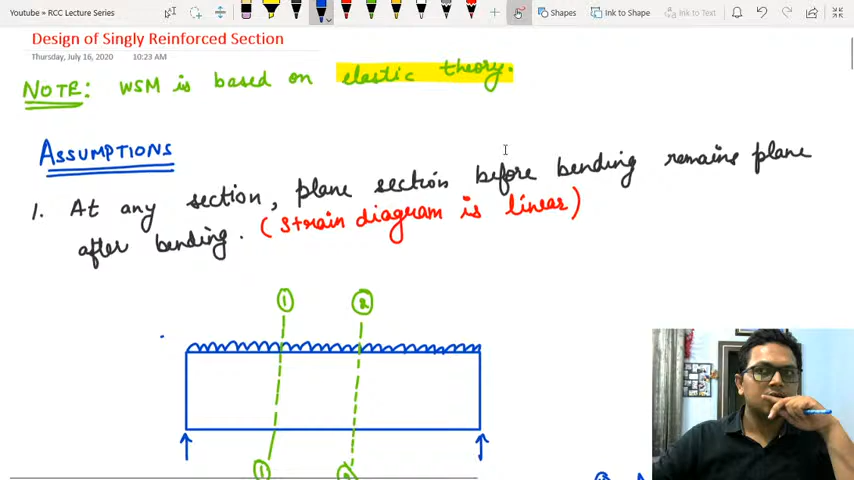 Youtube » RCC Lecture Series
Shapes
Ink to Shape
Ink to Text
Design of Singly Reinforced Section
Thursday, July 16, 2020 10:23 AM
NOTE: WSM is based on elastic theory.
ASSUMPTIONS
1. At any section, plane section before bending remains plane
after bending. (strain diagram is linear)
1 2
1 2